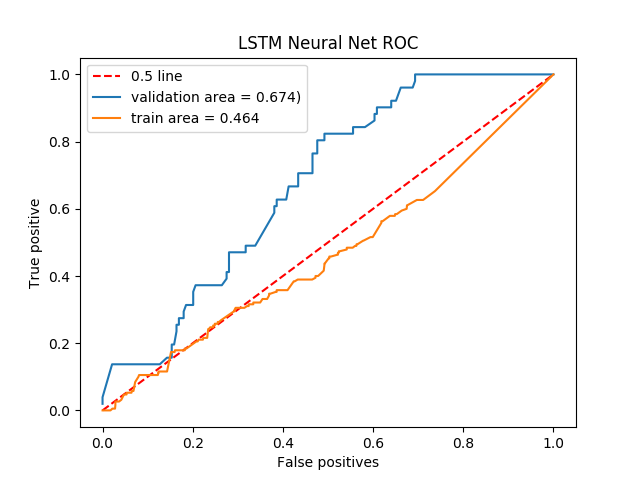 LSTM Neural Net ROC
0.5 line
validation area = 0.674)
train area = 0.464
1.0
0.8
0.6
0.4
0.2
0.0
True positive
0.0 0.2 0.4 0.6 0.8 1.0
False positives